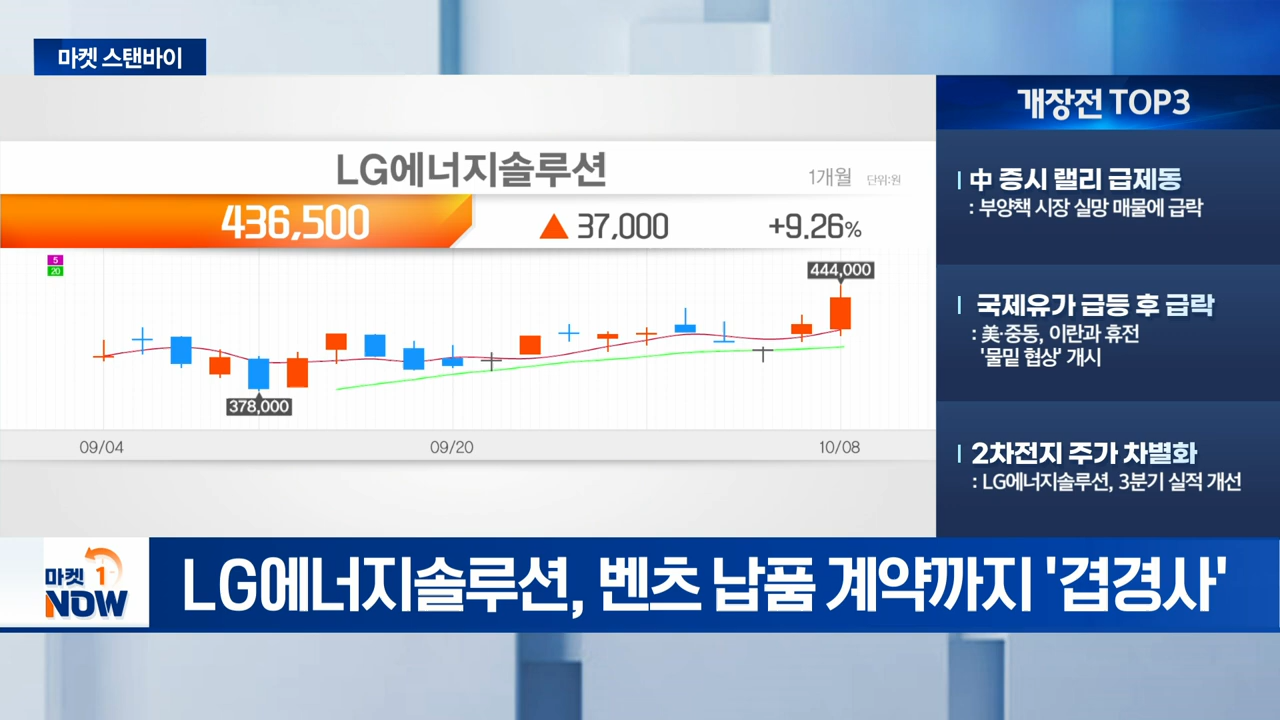 마켓 스탠바이
개장전 TOP3
LG에너지솔루션
1개월 단위:원
436,500 ▲ 37,000 +9.26%
5
20
444,000
378,000
09/04 09/20 10/08
中 증시 랠리 급제동
: 부양책 시장 실망 매물에 급락
국제유가 급등 후 급락
: 美·중동, 이란과 휴전
'물밑 협상' 개시
2차전지 주가 차별화
: LG에너지솔루션, 3분기 실적 개선
마켓 1
NOW
LG에너지솔루션, 벤츠 납품 계약까지 '겹경사'